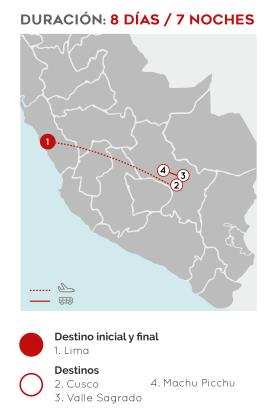 DURACIÓN: 8 DÍAS / 7 NOCHES
1
4
3
2
Destino inicial y final
1. Lima
Destinos
2. Cusco 4. Machu Picchu
3. Valle Sagrado